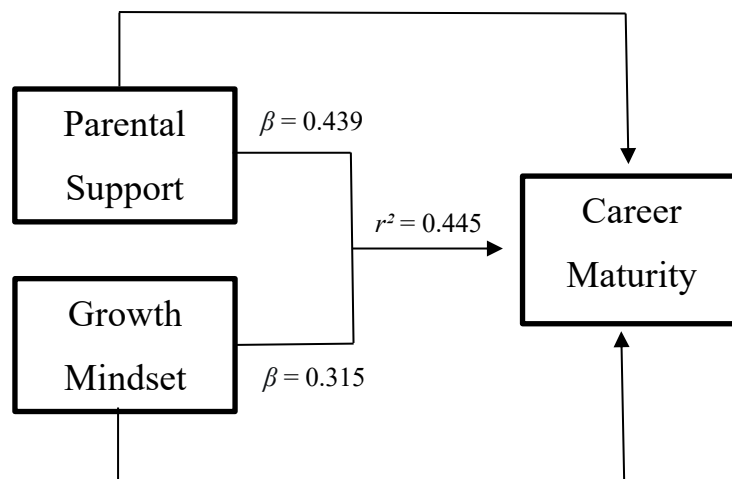 Parental
Support
β = 0.439
r² = 0.445
Career
Maturity
Growth
Mindset
β = 0.315